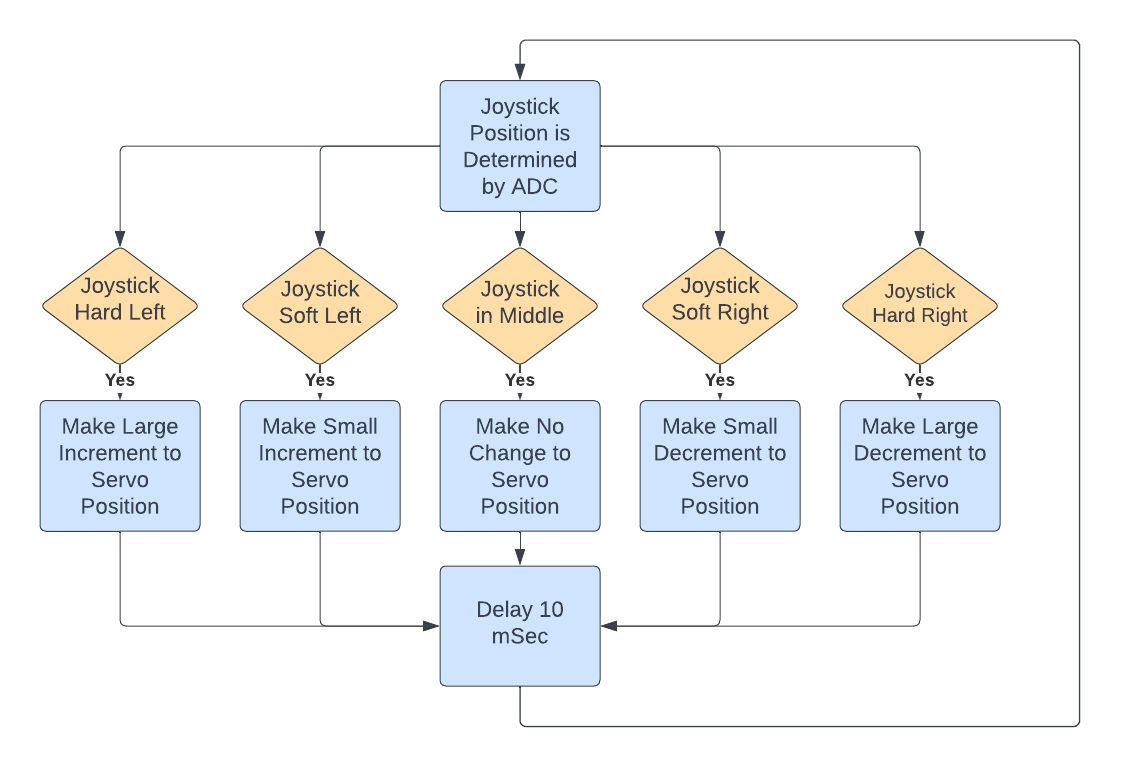 Joystick
Position is
Determined
by ADC
Joystick
Hard Left
Joystick
Soft Left
Joystick
in Middle
Joystick
Soft Right
Joystick
Hard Right
Yes
Yes
Yes
Yes
Yes
Make Large
Increment to
Servo
Position
Make Small
Increment to
Servo
Position
Make No
Change to
Servo
Position
Make Small
Decrement to
Servo
Position
Make Large
Decrement to
Servo
Position
Delay 10
mSec